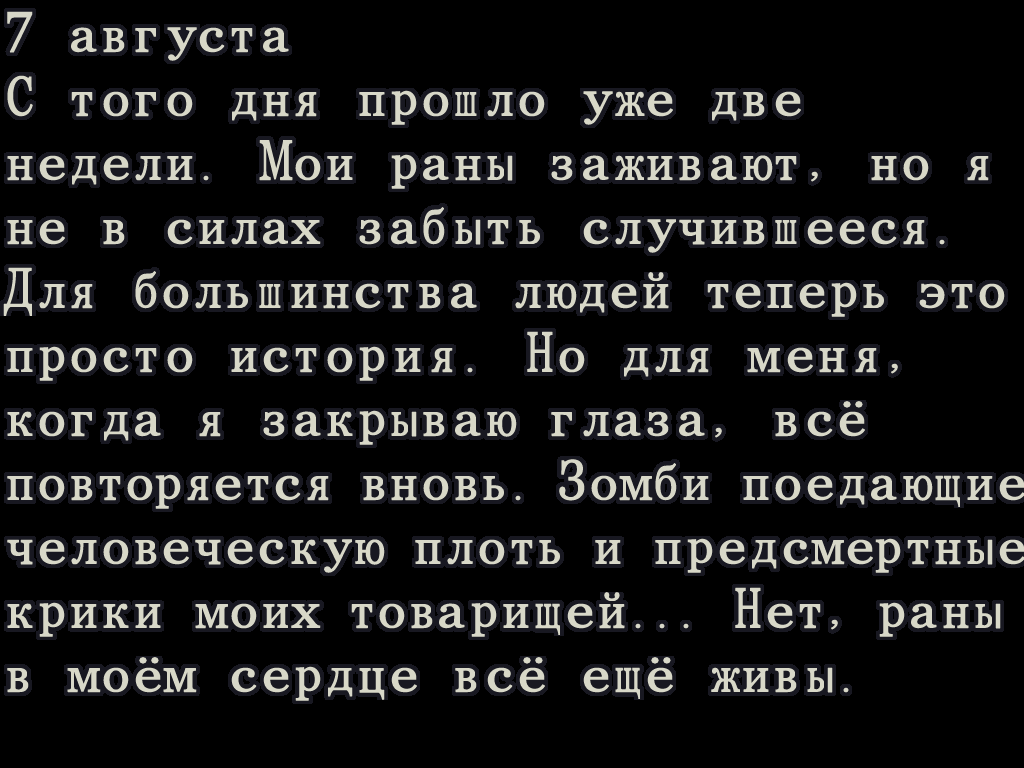 7 августа
С того дня прошло уже две
недели. Мои раны заживают, но я
не в силах забыть случившееся.
Для большинства людей теперь это
просто история. Но для меня,
когда я закрываю глаза, всё
повторяется вновь. Зомби поедающие
человеческую плоть и предсмертные
крики моих товарищей... Нет, раны
в моём сердце всё ещё живы.